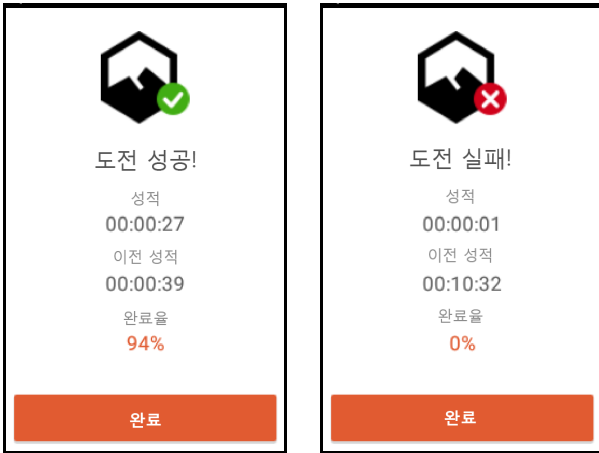 도전 성공!
성적
00:00:27
이전 성적
00:00:39
완료율
94%
완료
도전 실패!
성적
00:00:01
이전 성적
00:10:32
완료율
0%
완료